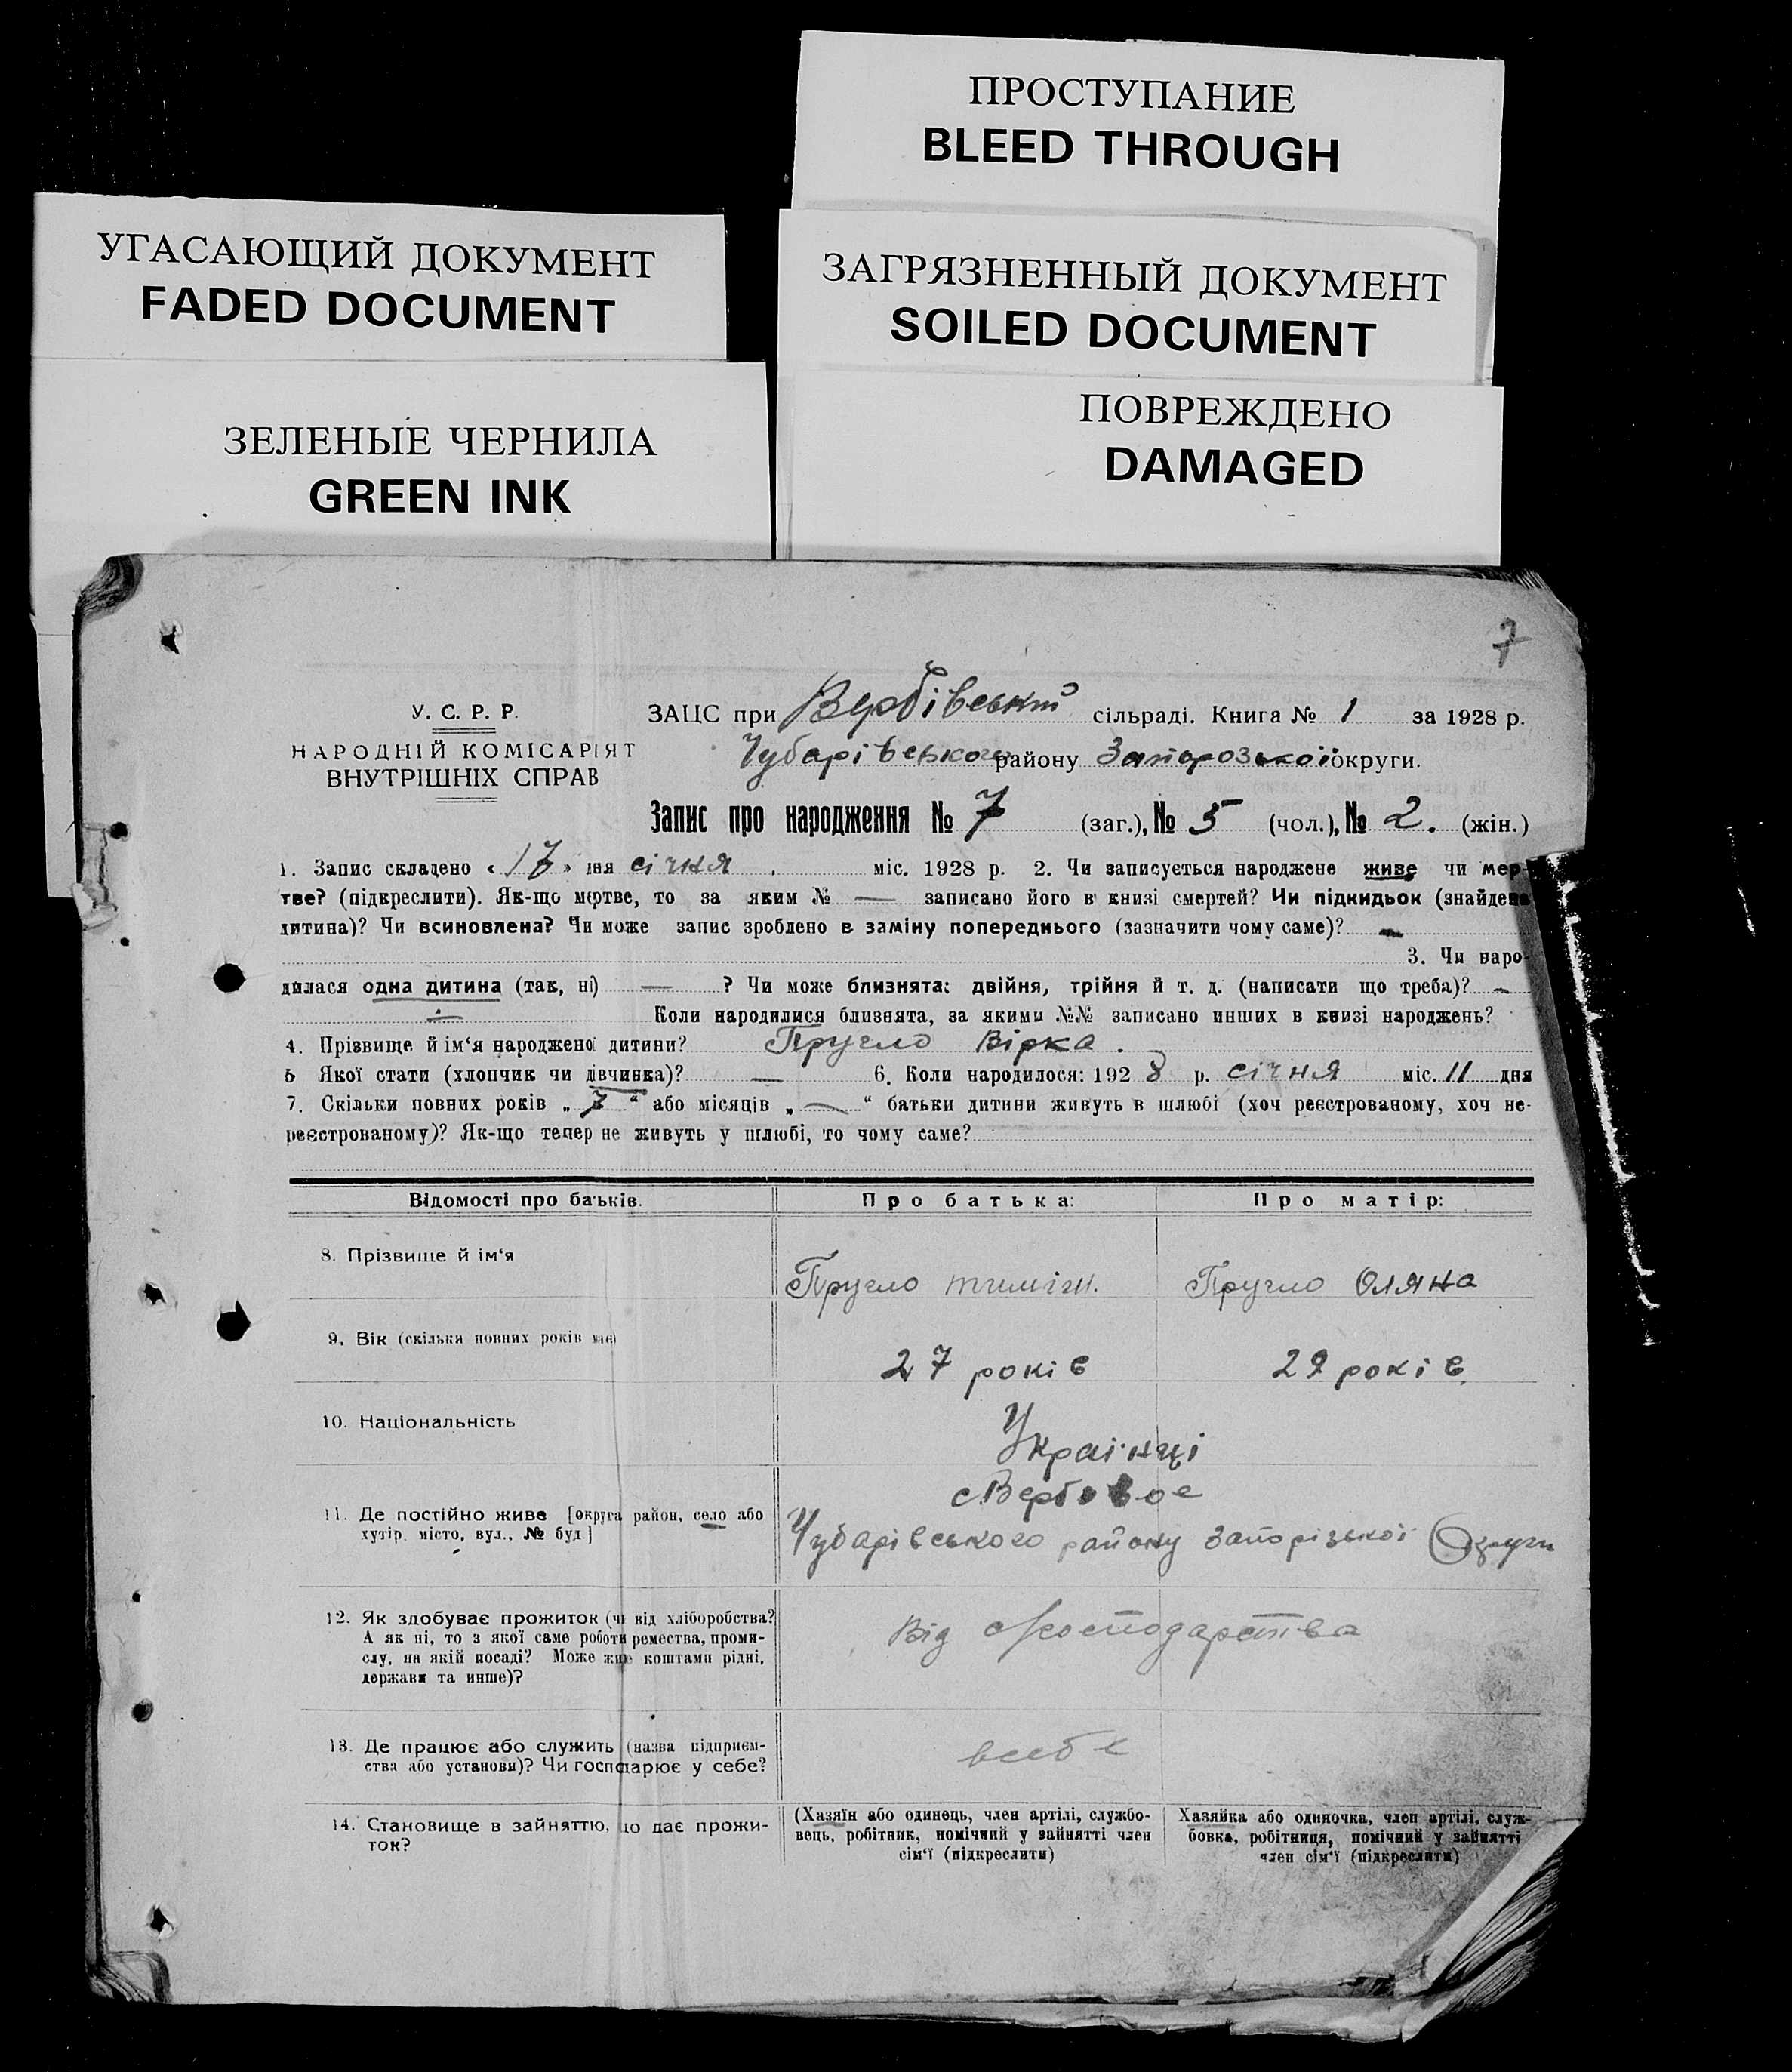 ПРОСТУПАНИЕ
BLEED THROUGH
УГАСАЮЩИЙ ДОКУМЕНТ
FADED DOCUMENT
ЗАГРЯЗНЕННЫЙ ДОКУМЕНТ
SOILED DOCUMENT
ЗЕЛЕНЫЕ ЧЕРНИЛА
GREEN INK
ПОВРЕЖДЕНО
DAMAGED
7
У. С. Р. Р.
НАРОДНІЙ КОМІСАРІЯТ
ВНУТРІШНІХ СПРАВ
ЗАЦС при Вербівській сільраді. Книга № 1 за 1928 р.
Чубарівського району Запорозької округи.
Запис про народження № 7 (заг.), № 5 (чол.), № 2. (жін.)
1. Запис складено « 17 » дня січня міс. 1928 р. 2. Чи записується народжене живе чи мер-
тве? (підкреслити). Як-що мертве, то за яким № — записано його в книзі смертей? Чи підкидьок (знайдена
дитина)? Чи всиновлена? Чи може запис зроблено в заміну попереднього (зазначити чому саме)? —
3. Чи наро-
дилася одна дитина (так, ні) — ? Чи може близнята: двійня, трійня й т. д. (написати що треба)? —
— Коли народилися близнята, за якими №№ записано инших в книзі народжень?
4. Прізвище й ім'я народженої дитини? Пругло Вірка.
5 Якої стати (хлопчик чи дівчинка)? — 6. Коли народилося: 1928 р. січня міс. 11 дня
7. Скільки повних років „ 7 “ або місяців „ — “ батьки дитини живуть в шлюбі (хоч реєстрованому, хоч не-
реєстрованому)? Як-що тепер не живуть у шлюбі, то чому саме?
Відомості про батьків. Про батька: Про матір:
8. Прізвище й ім'я
Пругло Пругло Оляна
9. Вік (скільки повних років має)
27 років 29 років.
10. Національність
Українці
с Вербовое
11. Де постійно живе [округа район, село або
хутір, місто, вул., № буд.]
Чубарівського району Запорізької Округи
12. Як здобуває прожиток (чи від хліборобства?
А як ні, то з якої саме роботи ремества, проми-
слу, на якій посаді? Може живе коштами рідні,
держави та инше)?
Від господарства
13. Де працює або служить (назва підприєм-
ства або установи)? Чи господарює у себе?
всебе
14. Становище в зайняттю, що дає прожи-
ток?
(Хазяїн або одинець, член артілі, службо-
вець, робітник, помічний у зайнятті член
сім'ї (підкреслити)
Хазяйка або одиночка, член артілі, служ-
бовка, робітниця, помічний у зайнятті
член сім'ї (підкреслити)